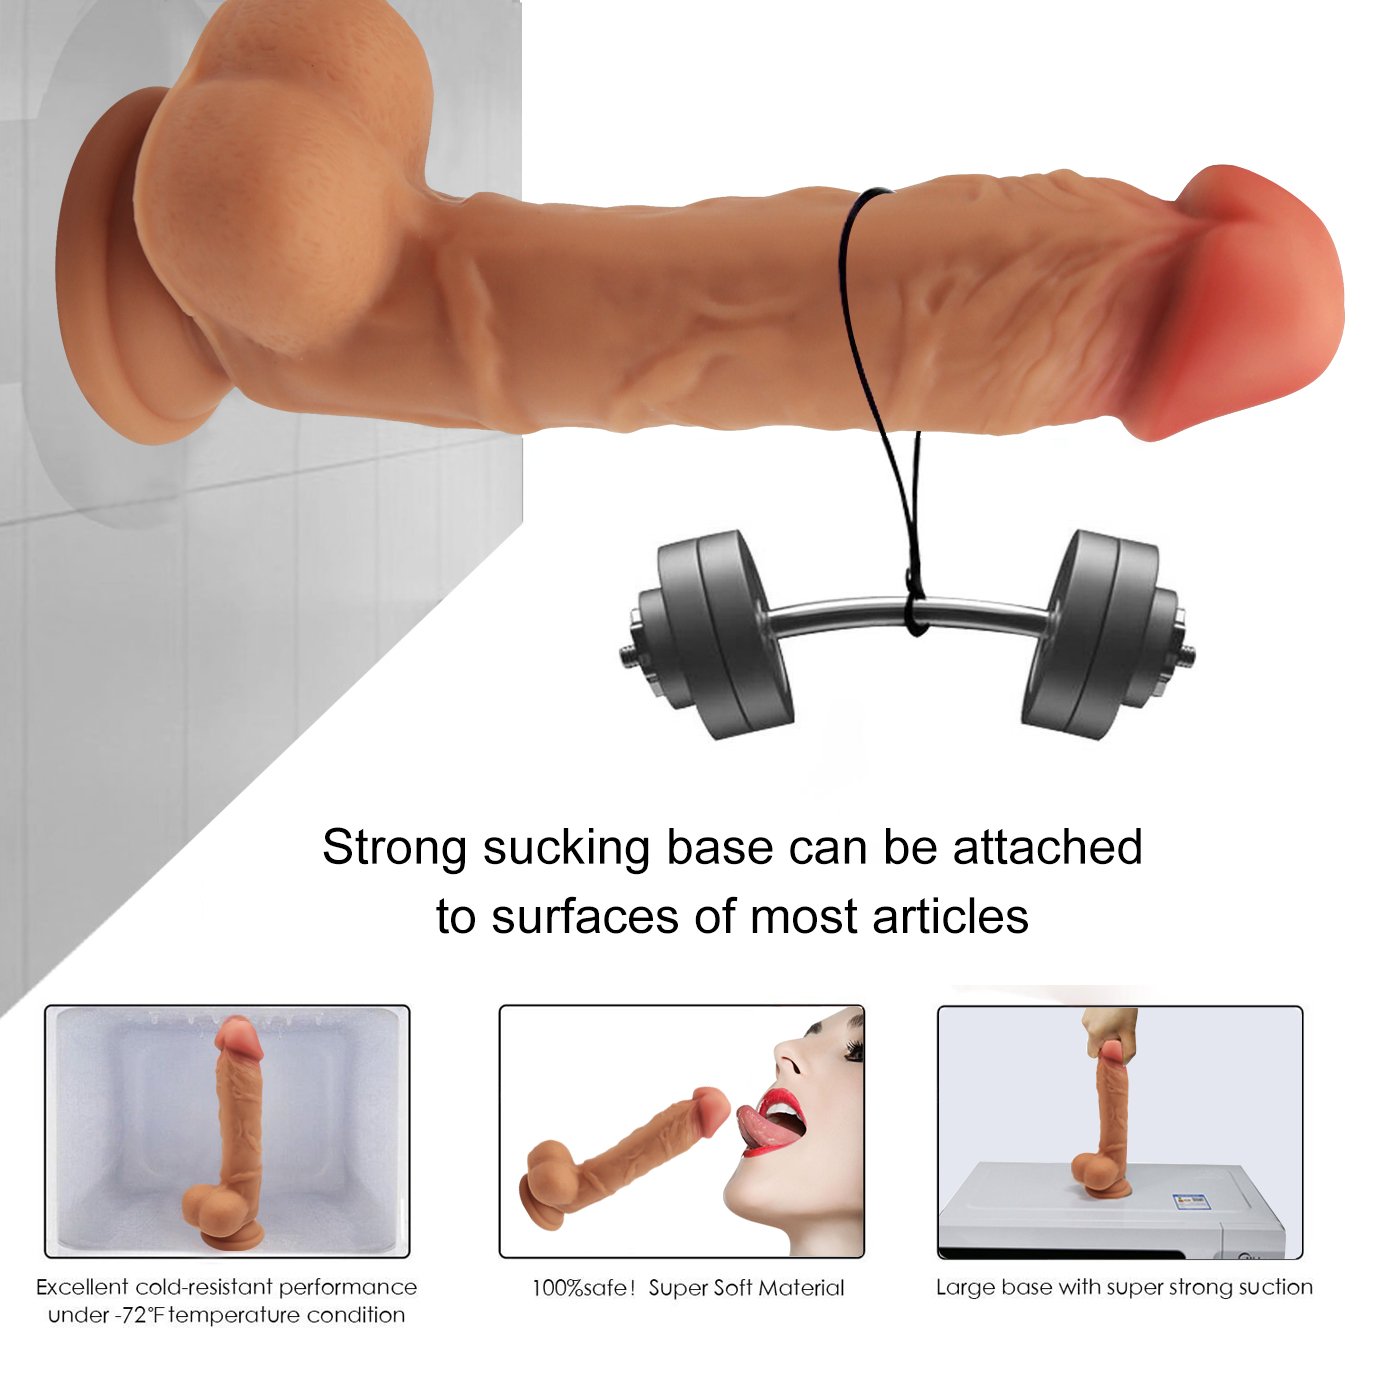 Strong sucking base can be attached
to surfaces of most articles
Excellent cold-resistant performance
under -72°F temperature condition
100%safe! Super Soft Material
Large base with super strong suction